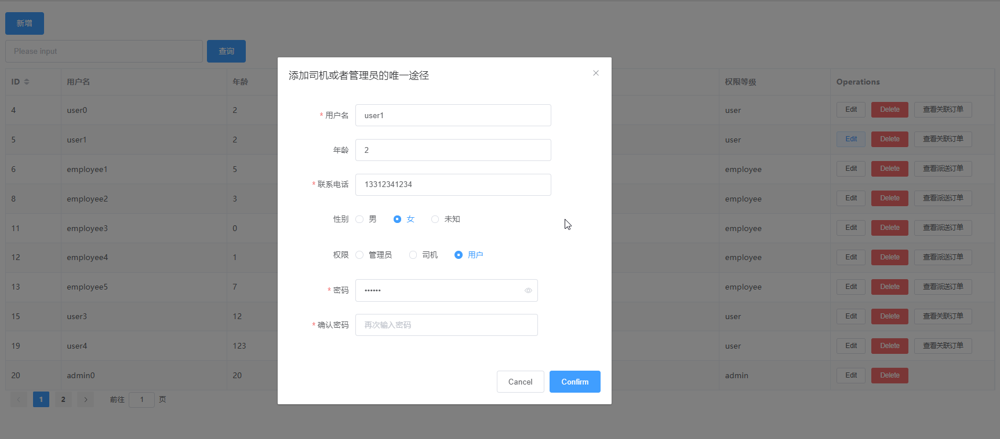 新增
Please input
查询
ID 用户名 年龄 权限等级 Operations
4 user0 2 user Edit Delete 查看关联订单
5 user1 2 user Edit Delete 查看关联订单
6 employee1 5 employee Edit Delete 查看派送订单
8 employee2 3 employee Edit Delete 查看派送订单
11 employee3 0 employee Edit Delete 查看派送订单
12 employee4 1 employee Edit Delete 查看派送订单
13 employee5 7 employee Edit Delete 查看派送订单
15 user3 12 user Edit Delete 查看关联订单
19 user4 123 user Edit Delete 查看关联订单
20 admin0 20 admin Edit Delete
1 2 前往 1 页
添加司机或者管理员的唯一途径
* 用户名 user1
年龄 2
* 联系电话 13312341234
性别 男 女 未知
权限 管理员 司机 用户
* 密码 ••••••
* 确认密码 再次输入密码
Cancel Confirm